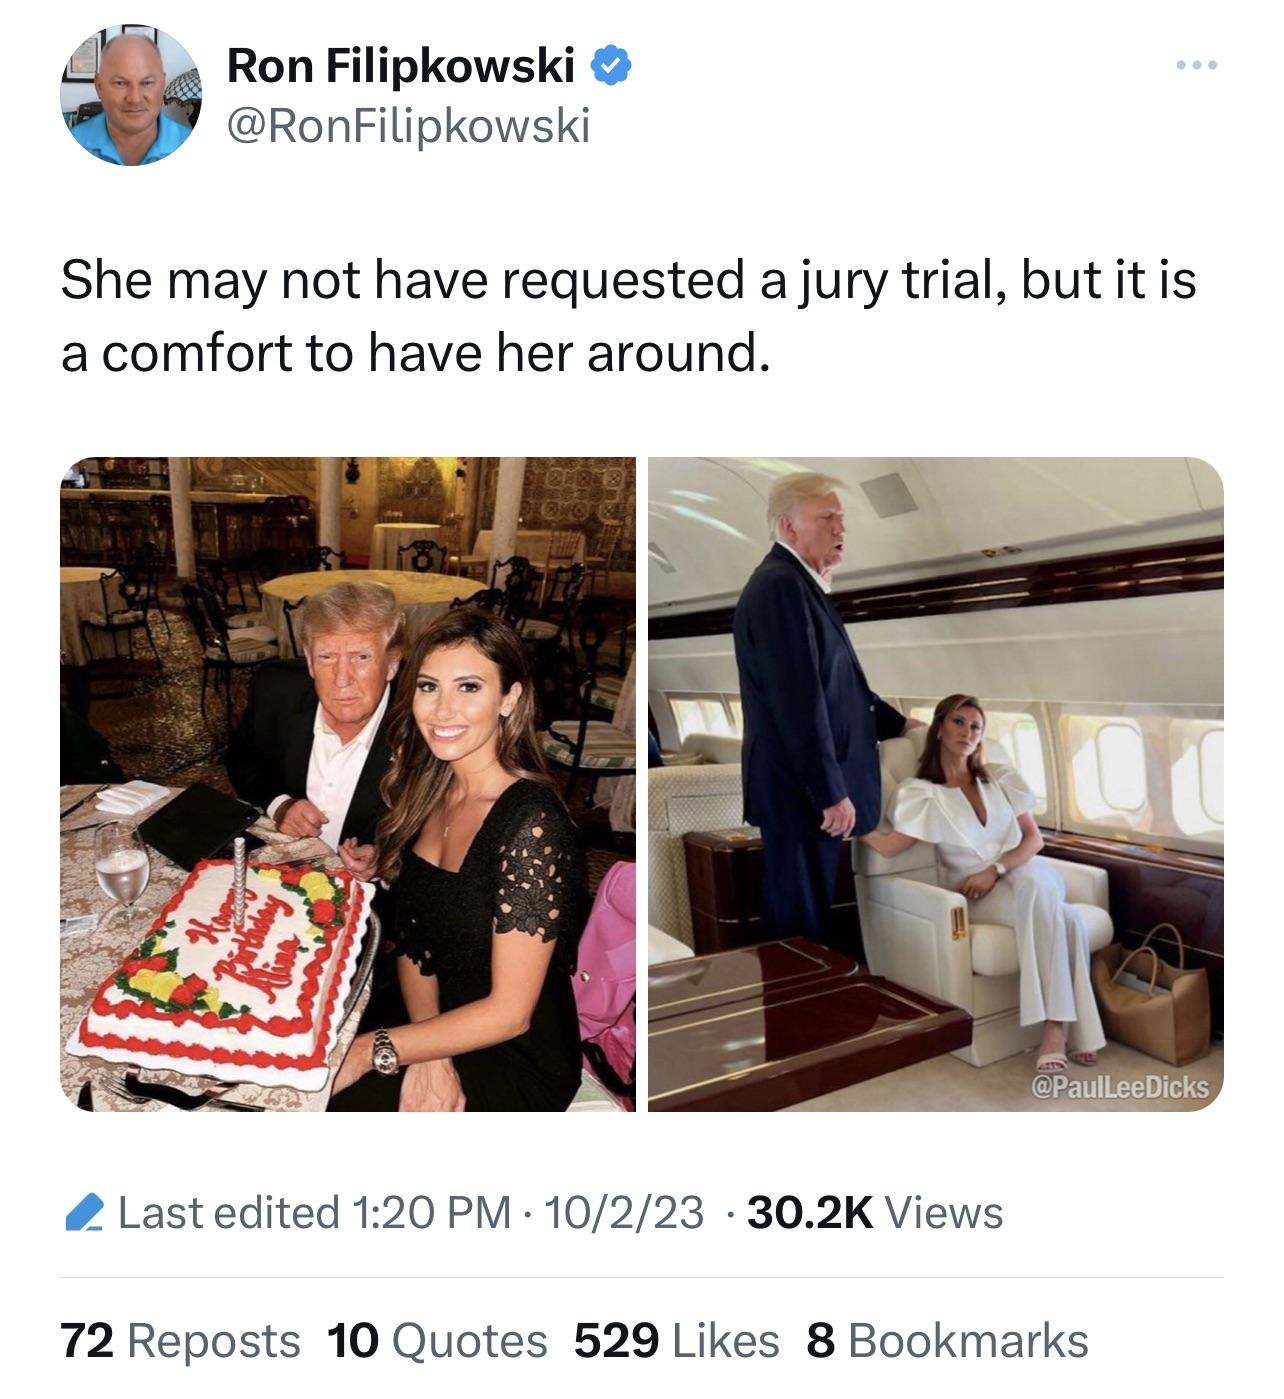 Ron Filipkowski
@RonFilipkowski
She may not have requested a jury trial, but it is
a comfort to have her around.
Happy
Birthday
Alina
@PaulLeeDicks
Last edited 1:20 PM · 10/2/23 · 30.2K Views
72 Reposts 10 Quotes 529 Likes 8 Bookmarks